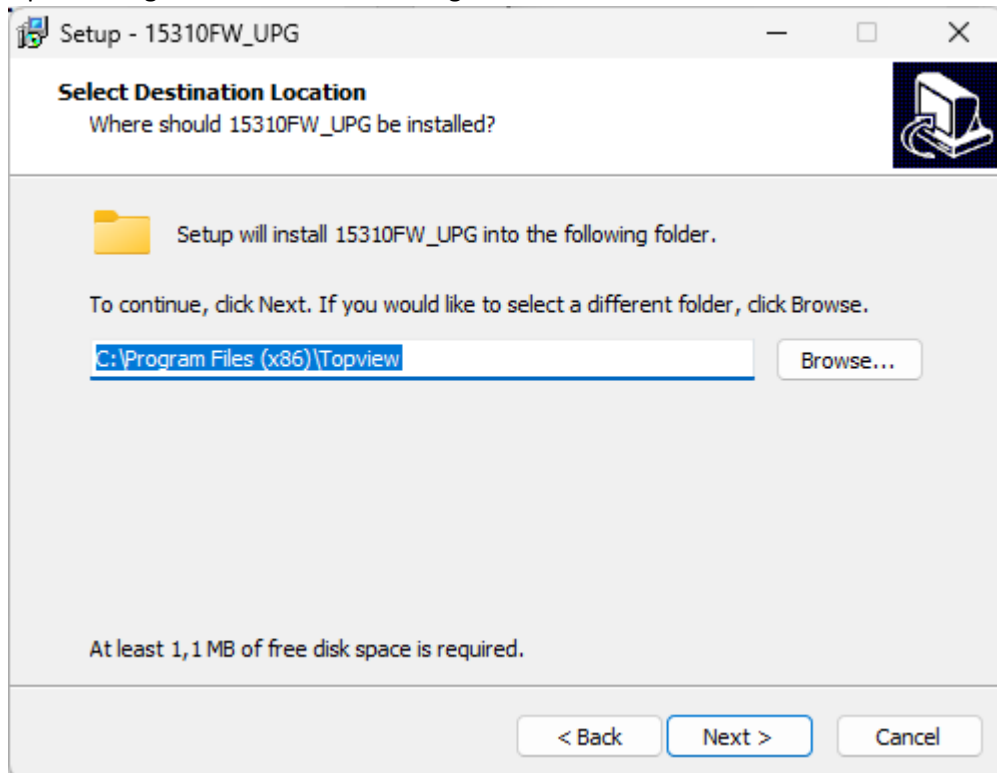 Setup - 15310FW_UPG
Select Destination Location
Where should 15310FW_UPG be installed?
Setup will install 15310FW_UPG into the following folder.
To continue, click Next. If you would like to select a different folder, click Browse.
C:\Program Files (x86)\Topview
Browse...
At least 1,1 MB of free disk space is required.
< Back
Next >
Cancel